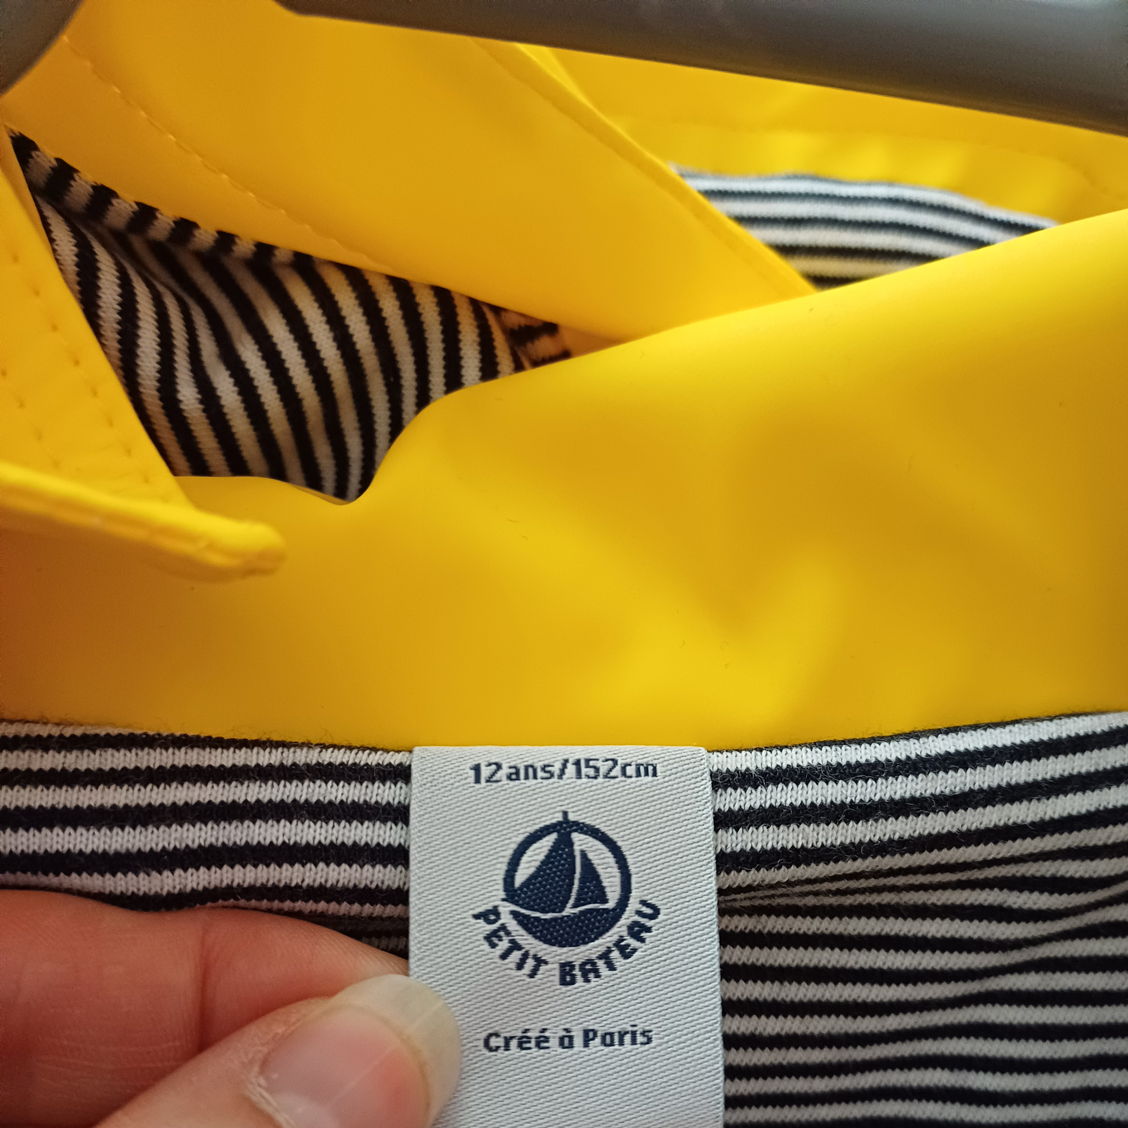 12ans/152cm
PETIT BATEAU
Créé à Paris